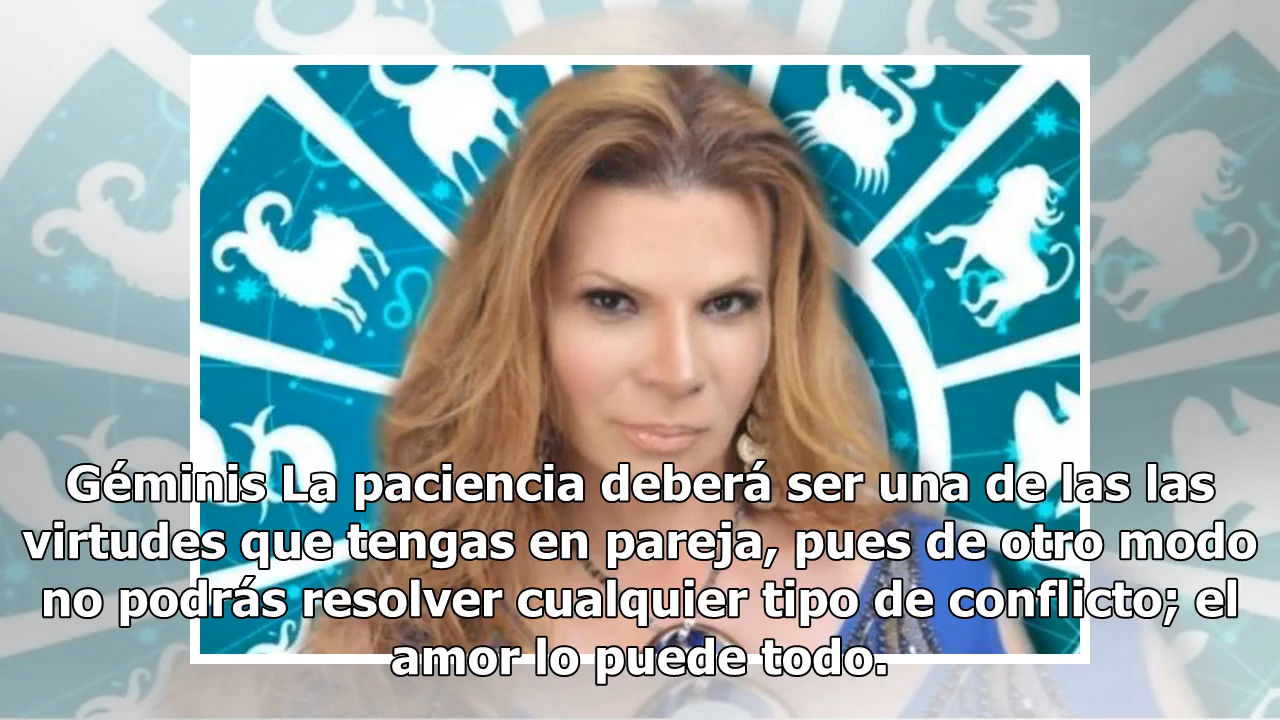 Géminis La paciencia deberá ser una de las las
virtudes que tengas en pareja, pues de otro modo
no podrás resolver cualquier tipo de conflicto; el
amor lo puede todo.